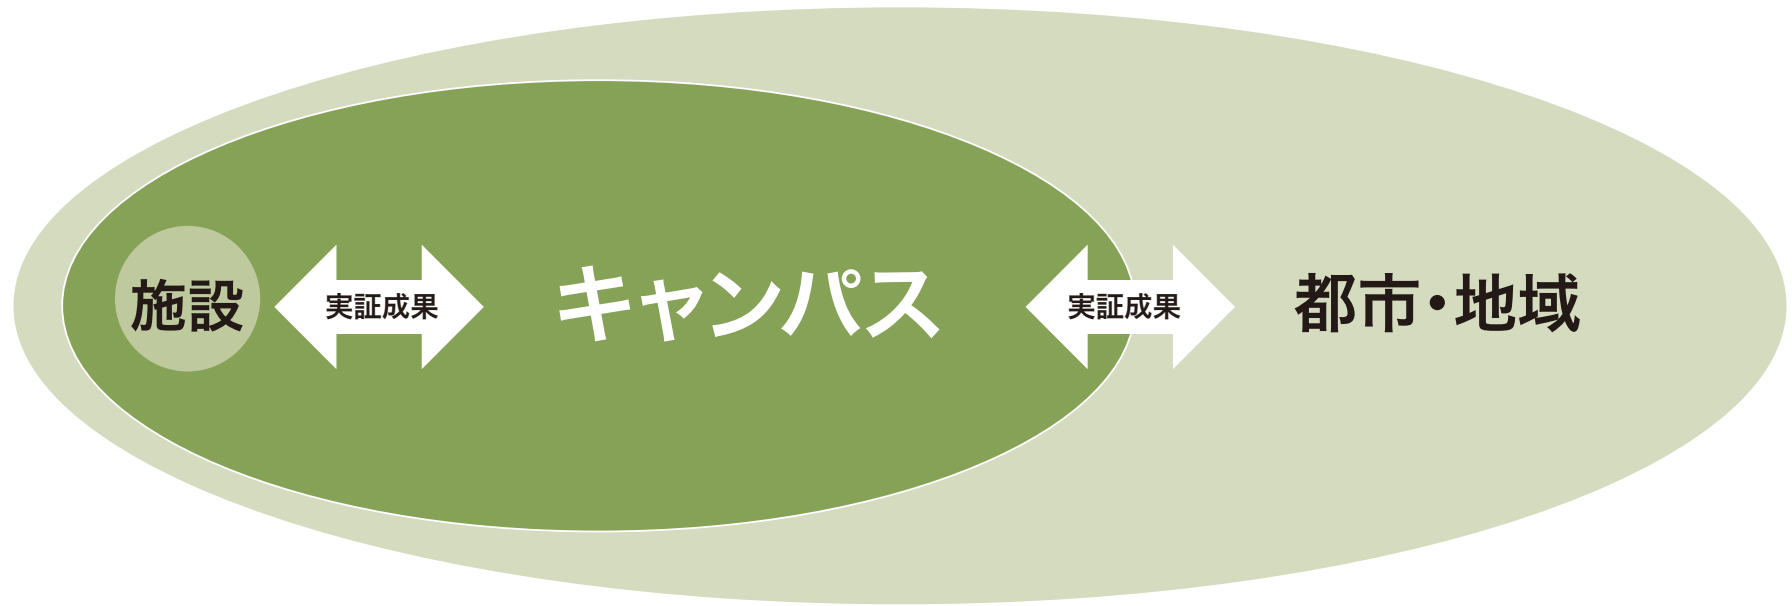 施設
実証成果
キャンパス
実証成果
都市・地域